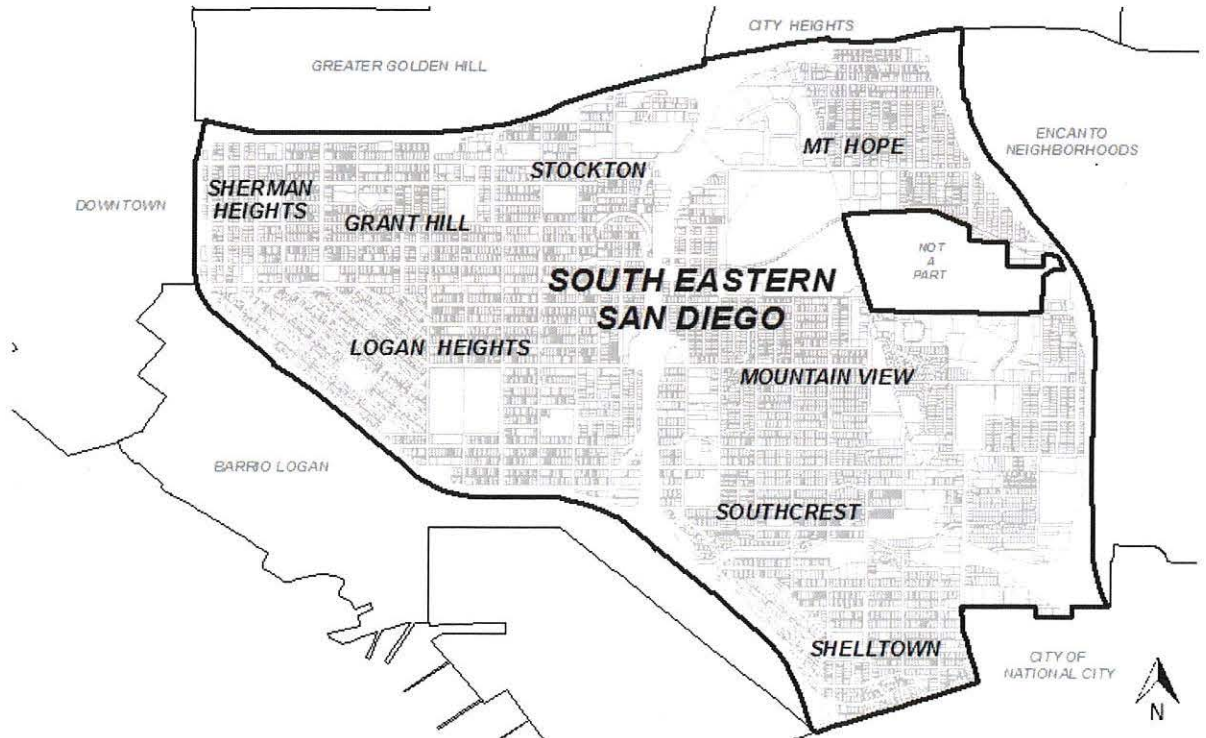 CITY HEIGHTS
GREATER GOLDEN HILL
ENCANTO
NEIGHBORHOODS
MT HOPE
STOCKTON
SHERMAN
HEIGHTS
DOWNTOWN
GRANT HILL
NOT
A
PART
SOUTH EASTERN
SAN DIEGO
LOGAN HEIGHTS
MOUNTAIN VIEW
BARRIO LOGAN
SOUTHCREST
SHELLTOWN
CITY OF
NATIONAL CITY
N